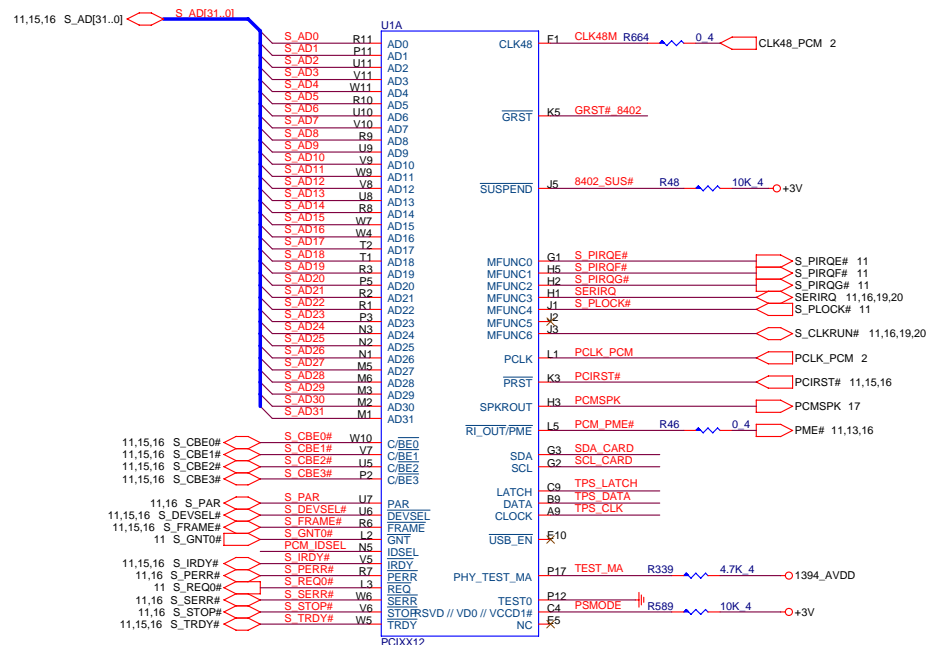 11,15,16 S_AD[31..0] S_AD[31..0]
U1A
S_AD0 R11 AD0 CLK48 F1 CLK48M R664 0_4 CLK48_PCM 2
S_AD1 P11 AD1
S_AD2 U11 AD2
S_AD3 V11 AD3
S_AD4 W11 AD4
S_AD5 R10 AD5
S_AD6 U10 AD6 GRST K5 GRST#_8402
S_AD7 V10 AD7
S_AD8 R9 AD8
S_AD9 U9 AD9
S_AD10 V9 AD10
S_AD11 W9 AD11
S_AD12 V8 AD12 SUSPEND J5 8402_SUS# R48 10K_4 +3V
S_AD13 U8 AD13
S_AD14 R8 AD14
S_AD15 W7 AD15
S_AD16 W4 AD16
S_AD17 T2 AD17
S_AD18 T1 AD18 MFUNC0 G1 S_PIRQE# S_PIRQE# 11
S_AD19 R3 AD19 MFUNC1 H5 S_PIRQF# S_PIRQF# 11
S_AD20 P5 AD20 MFUNC2 H2 S_PIRQG# S_PIRQG# 11
S_AD21 R2 AD21 MFUNC3 H1 SERIRQ SERIRQ 11,16,19,20
S_AD22 R1 AD22 MFUNC4 J1 S_PLOCK# S_PLOCK# 11
S_AD23 P3 AD23 MFUNC5 J2
S_AD24 N3 AD24 MFUNC6 J3 S_CLKRUN# 11,16,19,20
S_AD25 N2 AD25
S_AD26 N1 AD26 PCLK L1 PCLK_PCM PCLK_PCM 2
S_AD27 M5 AD27
S_AD28 M6 AD28 PRST K3 PCIRST# PCIRST# 11,15,16
S_AD29 M3 AD29
S_AD30 M2 AD30 SPKROUT H3 PCMSPK PCMSPK 17
S_AD31 M1 AD31
RI_OUT/PME L5 PCM_PME# R46 0_4 PME# 11,13,16
11,15,16 S_CBE0# S_CBE0# W10 C/BE0
11,15,16 S_CBE1# S_CBE1# V7 C/BE1 SDA G3 SDA_CARD
11,15,16 S_CBE2# S_CBE2# U5 C/BE2 SCL G2 SCL_CARD
11,15,16 S_CBE3# S_CBE3# P2 C/BE3
LATCH C9 TPS_LATCH
11,16 S_PAR S_PAR U7 PAR DATA B9 TPS_DATA
11,15,16 S_DEVSEL# S_DEVSEL# U6 DEVSEL CLOCK A9 TPS_CLK
11,15,16 S_FRAME# S_FRAME# R6 FRAME
11 S_GNT0# S_GNT0# L2 GNT USB_EN E10
PCM_IDSEL N5 IDSEL
11,15,16 S_IRDY# S_IRDY# V5 IRDY
11,16 S_PERR# S_PERR# R7 PERR PHY_TEST_MA P17 TEST_MA R339 4.7K_4 1394_AVDD
11 S_REQ0# S_REQ0# L3 REQ
11,16 S_SERR# S_SERR# W6 SERR TEST0 P12
11,16 S_STOP# S_STOP# V6 STOP RSVD // VD0 // VCCD1# C4 PSMODE R589 10K_4 +3V
11,15,16 S_TRDY# S_TRDY# W5 TRDY NC E5
PCIXX12